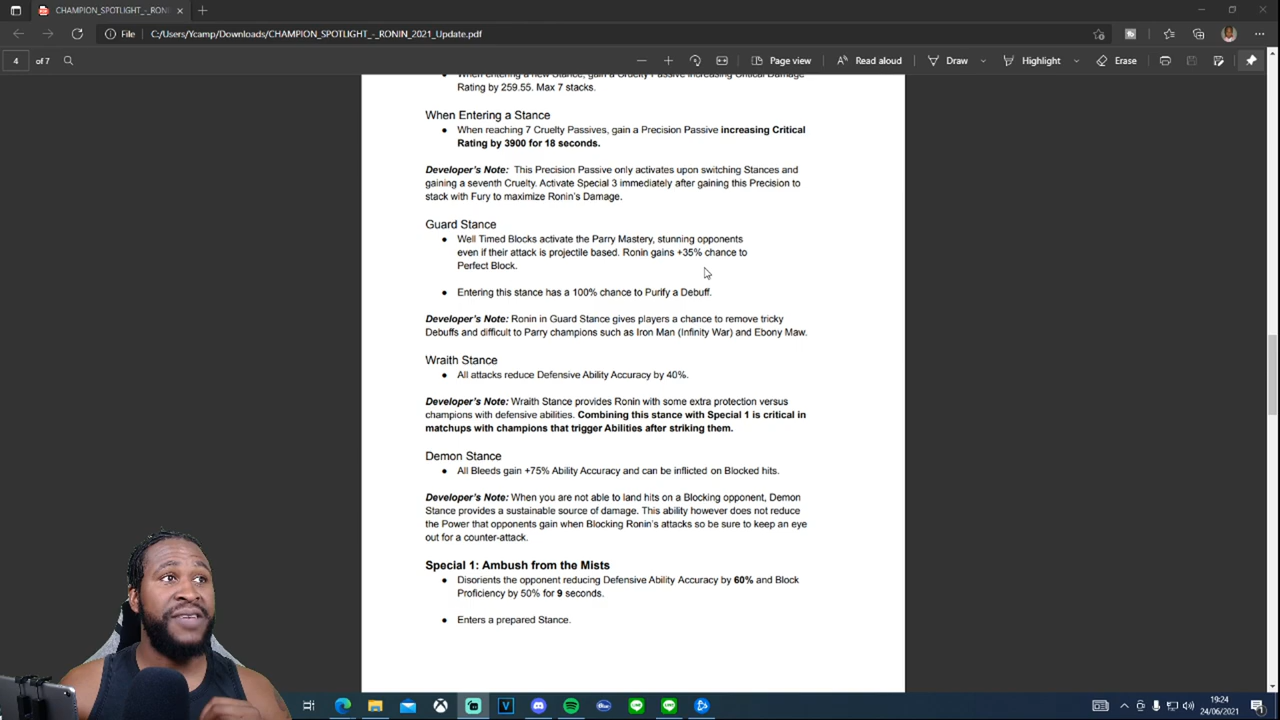 CHAMPION_SPOTLIGHT_-_RONI
File
C:/Users/Ycamp/Downloads/CHAMPION_SPOTLIGHT_-_RONIN_2021_Update.pdf
4 of 7
Page view
Read aloud
Draw
Highlight
Erase
When entering a new Stance, gain a Cruelty Passive increasing Critical Damage
Rating by 259.55. Max 7 stacks.
When Entering a Stance
● When reaching 7 Cruelty Passives, gain a Precision Passive increasing Critical
Rating by 3900 for 18 seconds.
Developer's Note: This Precision Passive only activates upon switching Stances and
gaining a seventh Cruelty. Activate Special 3 immediately after gaining this Precision to
stack with Fury to maximize Ronin's Damage.
Guard Stance
● Well Timed Blocks activate the Parry Mastery, stunning opponents
even if their attack is projectile based. Ronin gains +35% chance to
Perfect Block.
● Entering this stance has a 100% chance to Purify a Debuff.
Developer's Note: Ronin in Guard Stance gives players a chance to remove tricky
Debuffs and difficult to Parry champions such as Iron Man (Infinity War) and Ebony Maw.
Wraith Stance
● All attacks reduce Defensive Ability Accuracy by 40%.
Developer's Note: Wraith Stance provides Ronin with some extra protection versus
champions with defensive abilities. Combining this stance with Special 1 is critical in
matchups with champions that trigger Abilities after striking them.
Demon Stance
● All Bleeds gain +75% Ability Accuracy and can be inflicted on Blocked hits.
Developer's Note: When you are not able to land hits on a Blocking opponent, Demon
Stance provides a sustainable source of damage. This ability however does not reduce
the Power that opponents gain when Blocking Ronin's attacks so be sure to keep an eye
out for a counter-attack.
Special 1: Ambush from the Mists
● Disorients the opponent reducing Defensive Ability Accuracy by 60% and Block
Proficiency by 50% for 9 seconds.
● Enters a prepared Stance.
19:24
24/06/2021